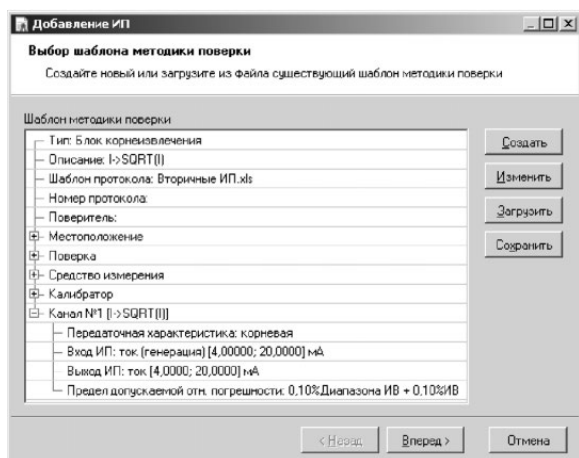 Добавление ИП
Выбор шаблона методики поверки
Создайте новый или загрузите из файла существующий шаблон методики поверки
Шаблон методики поверки
Тип: Блок корнеизвлечения
Описание: I->SQRT(I)
Шаблон протокола: Вторичные ИП.xls
Номер протокола:
Поверитель:
Местоположение
Поверка
Средство измерения
Калибратор
Канал №1 [I->SQRT(I)]
Передаточная характеристика: корневая
Вход ИП: ток (генерация) [4,00000; 20,0000] мА
Выход ИП: ток [4,0000; 20,0000] мА
Предел допускаемой отн. погрешности: 0,10%Диапазона ИВ + 0,10%ИВ
Создать
Изменить
Загрузить
Сохранить
< Назад
Вперед >
Отмена